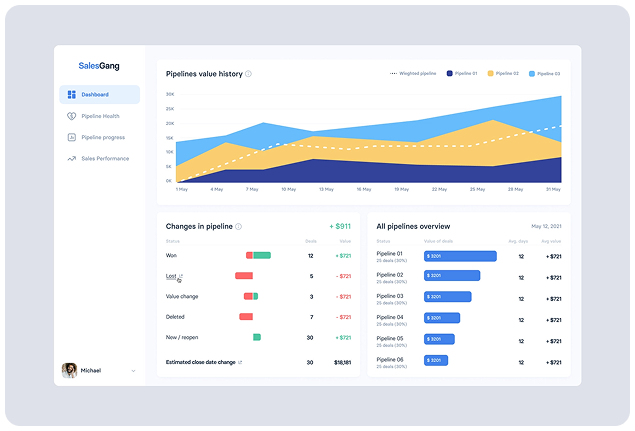 SalesGang
Dashboard
Pipeline Health
Pipeline progress
Sales Performance
Michael
Pipelines value history
Weighted pipeline
Pipeline 01
Pipeline 02
Pipeline 03
30K
25K
20K
15K
10K
5K
0K
1 May 4 May 7 May 10 May 13 May 16 May 19 May 22 May 25 May 28 May 31 May
Changes in pipeline + $911
Status Deals Value
Won 12 + $721
Lost 5 - $721
Value change 3 - $721
Deleted 7 - $721
New / reopen 30 + $721
Estimated close date change 30 $18,181
All pipelines overview May 12, 2021
Status Value of deals Avg. days Avg value
Pipeline 01 $ 3201 12 + $721
25 deals (30%)
Pipeline 02 $ 3201 12 + $721
25 deals (30%)
Pipeline 03 $ 3201 12 + $721
25 deals (30%)
Pipeline 04 $ 3201 12 + $721
25 deals (30%)
Pipeline 05 $ 3201 12 + $721
25 deals (30%)
Pipeline 06 $ 3201 12 + $721
25 deals (30%)